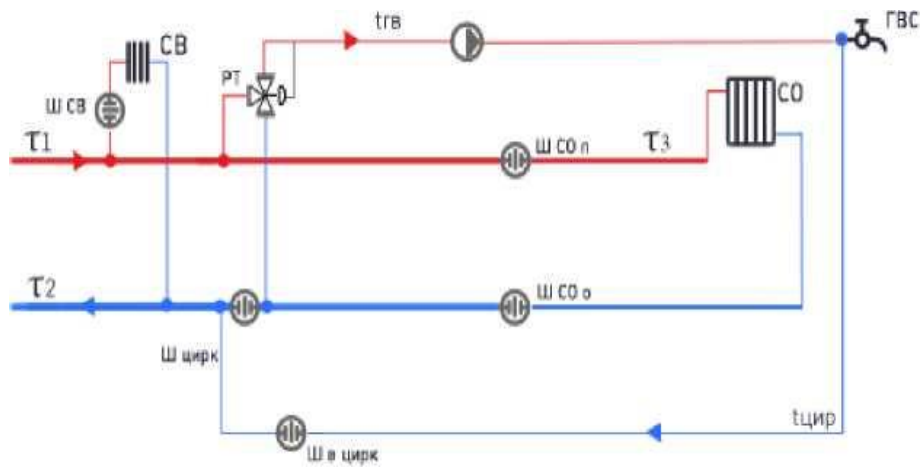 tгв
ГВС
СВ
РТ
Ш СВ
СО
τ1
Ш СО п
τ3
τ2
Ш СО о
Ш цирк
tцир
Ш в цирк